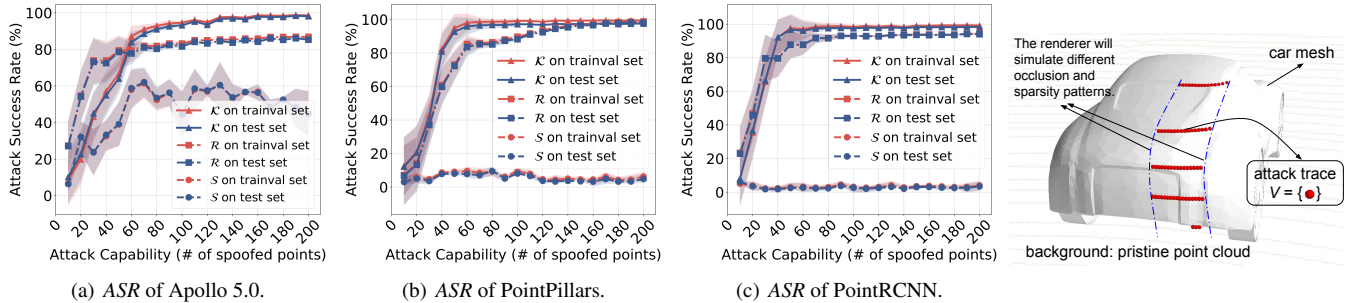 Attack Success Rate (%)
100
80
60
40
20
0
0
20
40
60
80
100
120
140
160
180
200
Attack Capability (# of spoofed points)
K on trainval set
K on test set
R on trainval set
R on test set
S on trainval set
S on test set
(a) ASR of Apollo 5.0.
Attack Success Rate (%)
100
80
60
40
20
0
0
20
40
60
80
100
120
140
160
180
200
Attack Capability (# of spoofed points)
K on trainval set
K on test set
R on trainval set
R on test set
S on trainval set
S on test set
(b) ASR of PointPillars.
Attack Success Rate (%)
100
80
60
40
20
0
0
20
40
60
80
100
120
140
160
180
200
Attack Capability (# of spoofed points)
K on trainval set
K on test set
R on trainval set
R on test set
S on trainval set
S on test set
(c) ASR of PointRCNN.
The renderer will
simulate different
occlusion and
sparsity patterns.
car mesh
attack trace
V = {●}
background: pristine point cloud